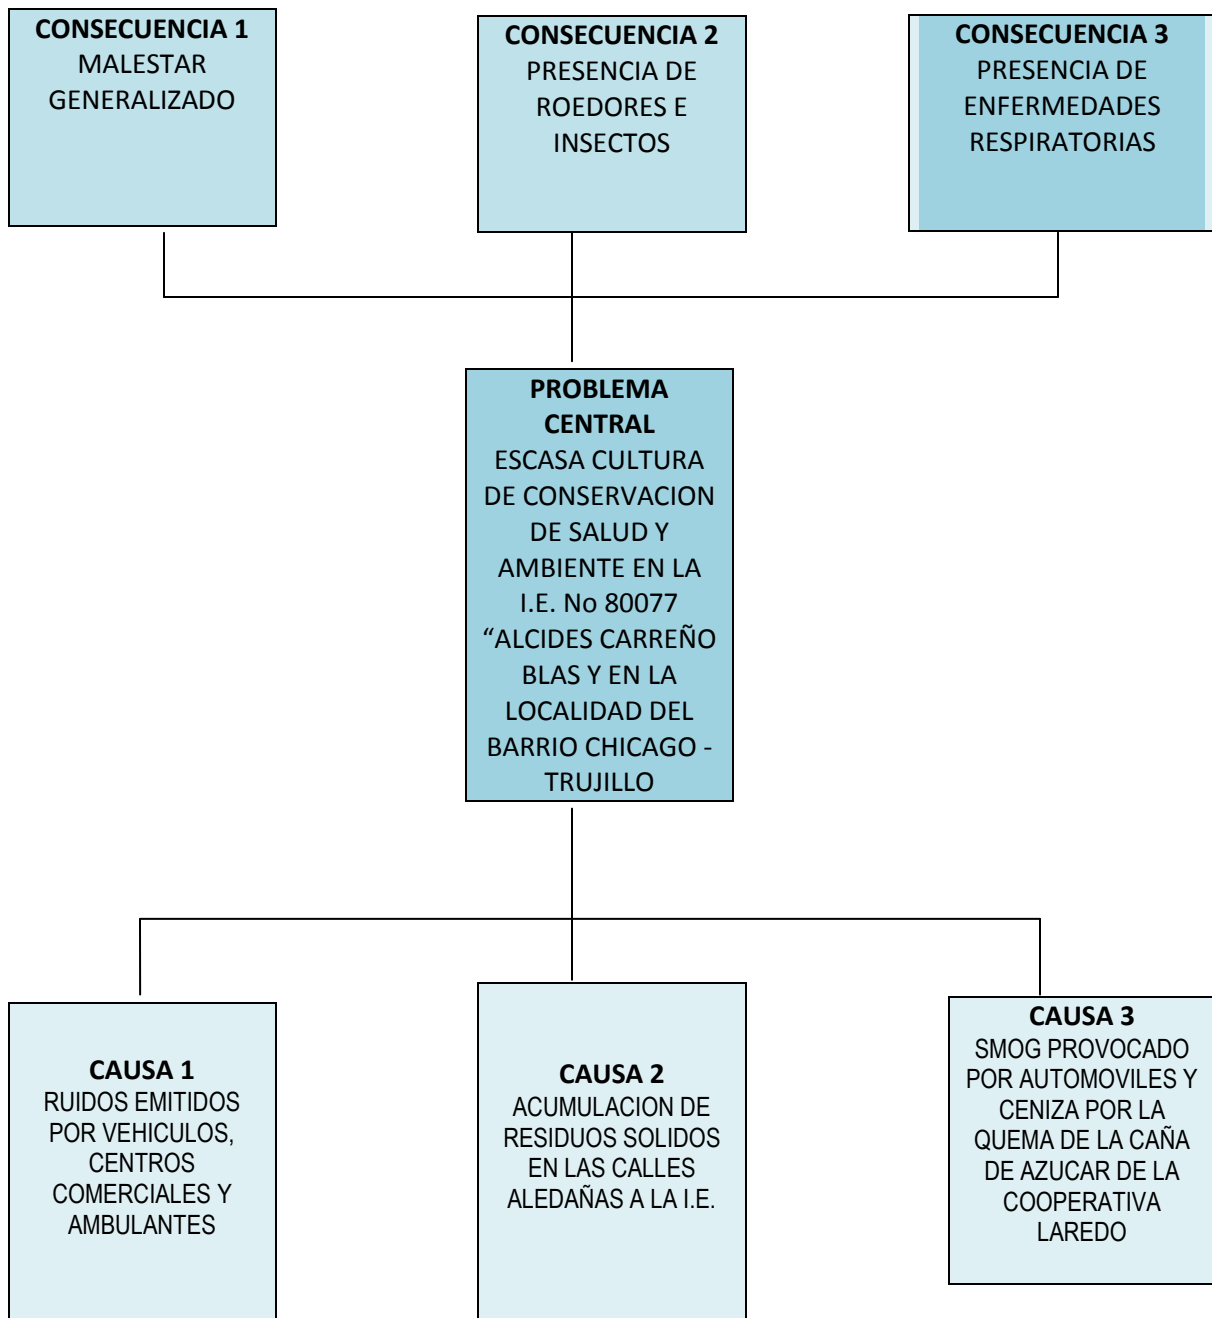 CONSECUENCIA 1
MALESTAR
GENERALIZADO
CONSECUENCIA 2
PRESENCIA DE
ROEDORES E
INSECTOS
CONSECUENCIA 3
PRESENCIA DE
ENFERMEDADES
RESPIRATORIAS
PROBLEMA
CENTRAL
ESCASA CULTURA
DE CONSERVACION
DE SALUD Y
AMBIENTE EN LA
I.E. No 80077
“ALCIDES CARREÑO
BLAS Y EN LA
LOCALIDAD DEL
BARRIO CHICAGO -
TRUJILLO
CAUSA 1
RUIDOS EMITIDOS
POR VEHICULOS,
CENTROS
COMERCIALES Y
AMBULANTES
CAUSA 2
ACUMULACION DE
RESIDUOS SOLIDOS
EN LAS CALLES
ALEDAÑAS A LA I.E.
CAUSA 3
SMOG PROVOCADO
POR AUTOMOVILES Y
CENIZA POR LA
QUEMA DE LA CAÑA
DE AZUCAR DE LA
COOPERATIVA
LAREDO